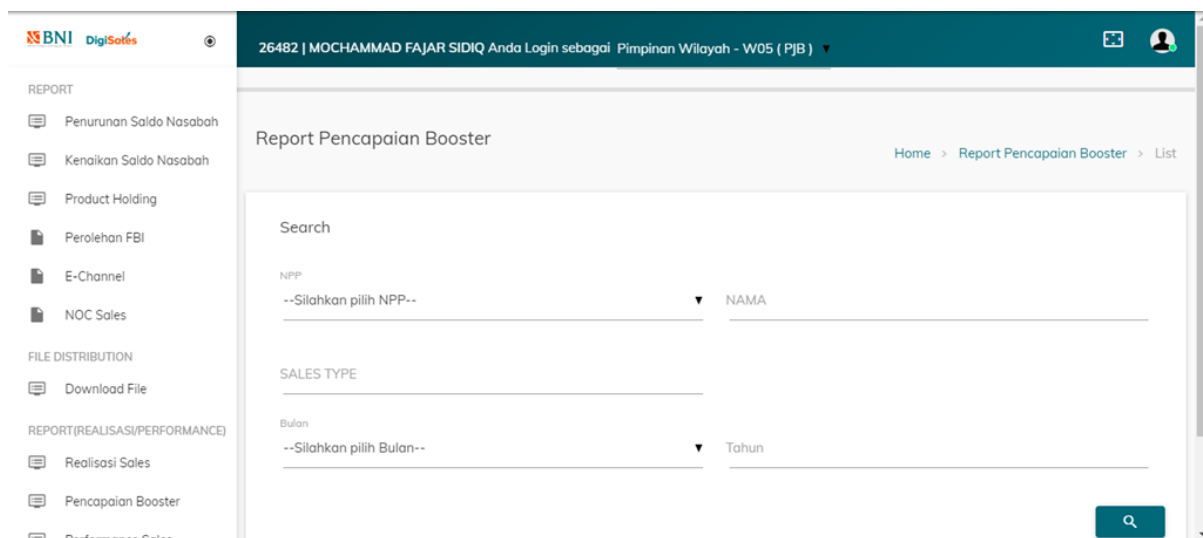 BNI DigiSales
26482 | MOCHAMMAD FAJAR SIDIQ Anda Login sebagai Pimpinan Wilayah - W05 ( PJB )
REPORT
Penurunan Saldo Nasabah
Kenaikan Saldo Nasabah
Product Holding
Perolehan FBI
E-Channel
NOC Sales
FILE DISTRIBUTION
Download File
REPORT(REALISASI/PERFORMANCE)
Realisasi Sales
Pencapaian Booster
Performance Sales
Report Pencapaian Booster
Home > Report Pencapaian Booster > List
Search
NPP
--Silahkan pilih NPP--
NAMA
SALES TYPE
Bulan
--Silahkan pilih Bulan--
Tahun